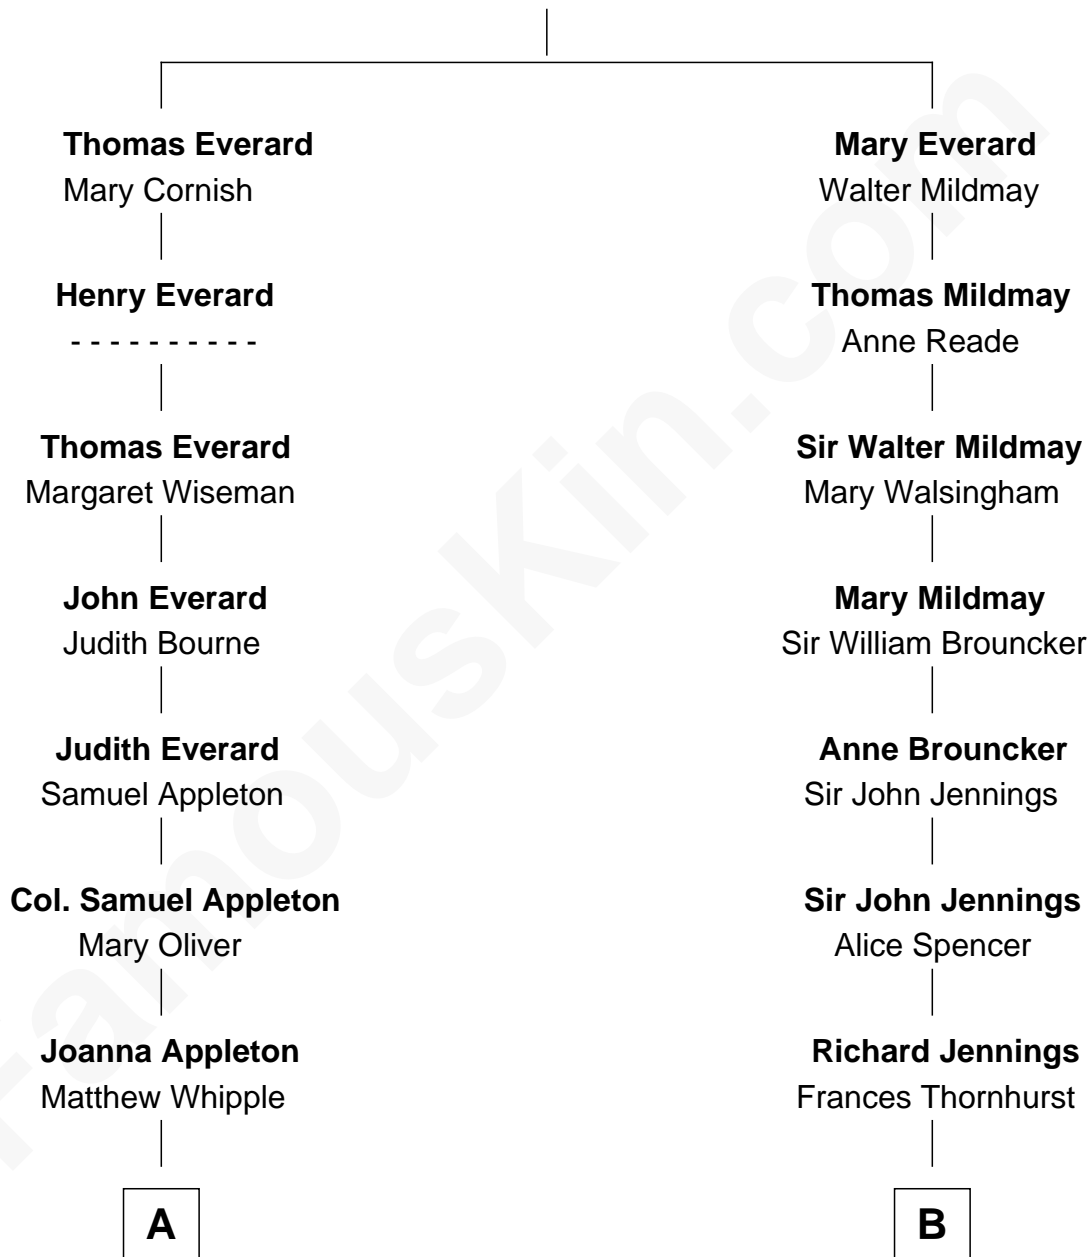 Thomas Everard
Mary Cornish
Henry Everard
- - - - - - - - - -
Thomas Everard
Margaret Wiseman
John Everard
Judith Bourne
Judith Everard
Samuel Appleton
Col. Samuel Appleton
Mary Oliver
Joanna Appleton
Matthew Whipple
A
Mary Everard
Walter Mildmay
Thomas Mildmay
Anne Reade
Sir Walter Mildmay
Mary Walsingham
Mary Mildmay
Sir William Brouncker
Anne Brouncker
Sir John Jennings
Sir John Jennings
Alice Spencer
Richard Jennings
Frances Thornhurst
B
FamousKin.com